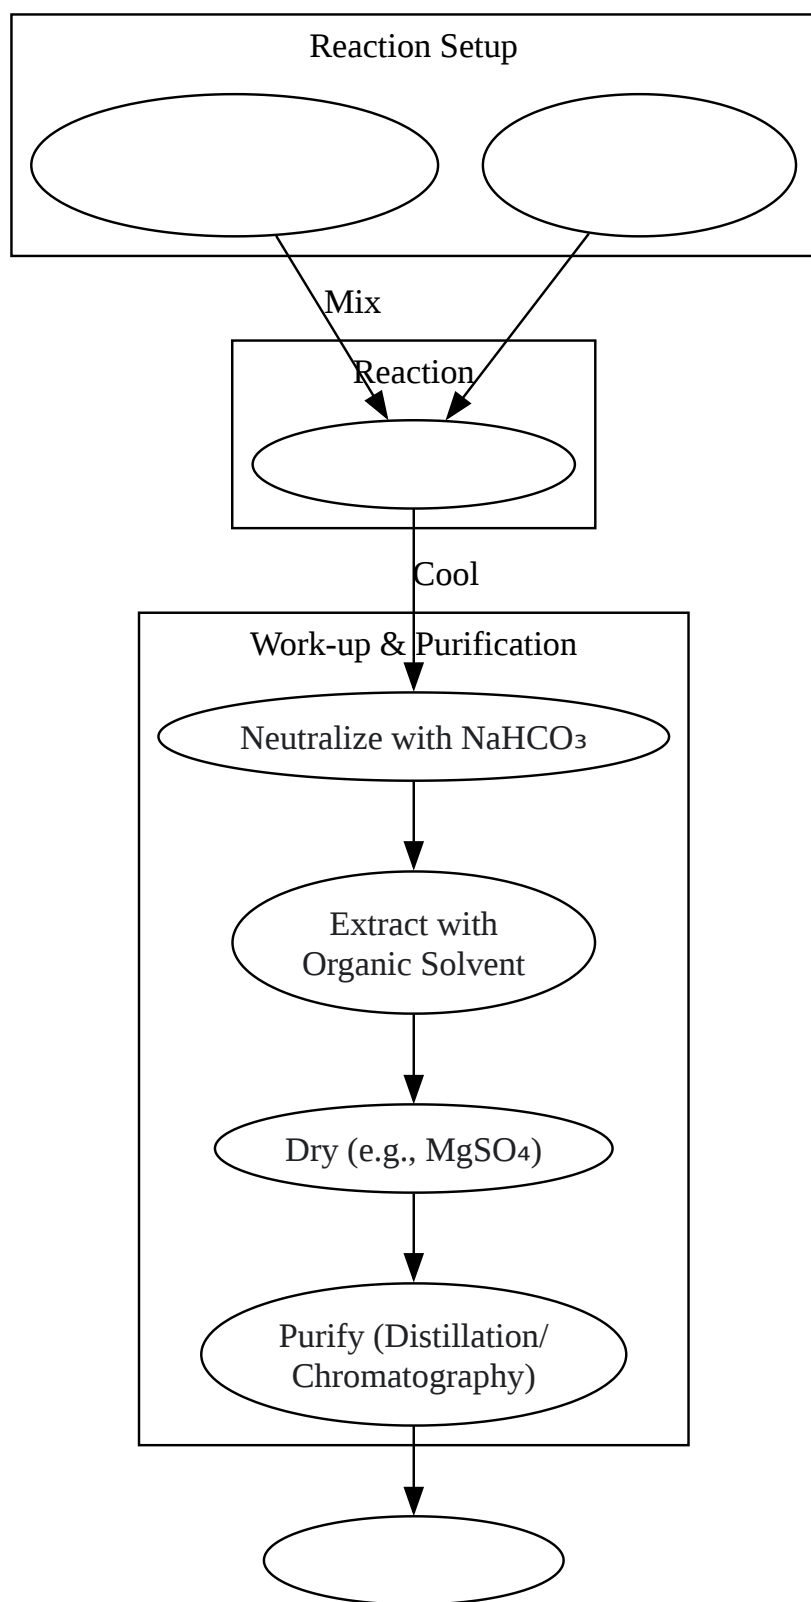 Reaction Setup
Mix
Reaction
Cool
Work-up & Purification
Neutralize with NaHCO₃
Extract with
Organic Solvent
Dry (e.g., MgSO₄)
Purify (Distillation/
Chromatography)